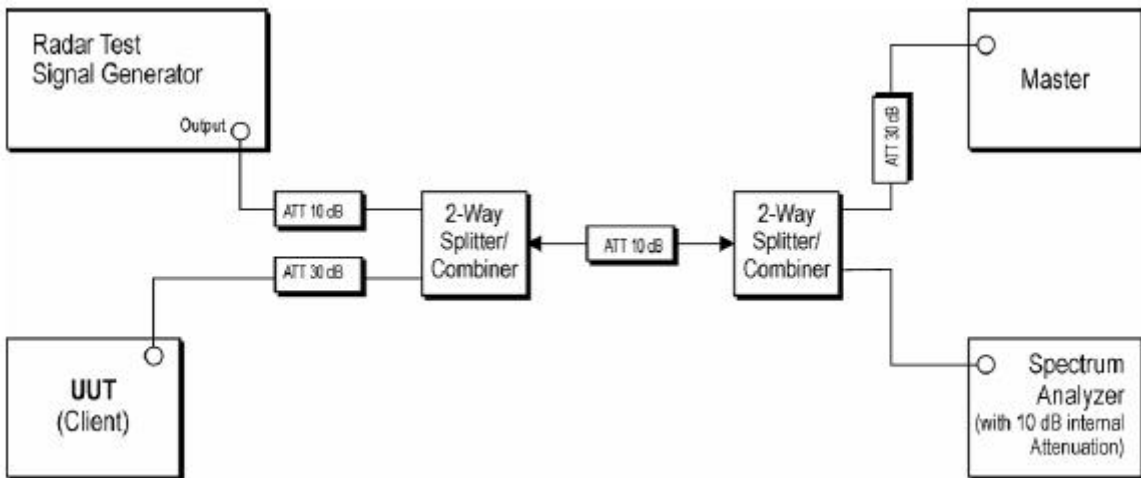 Radar Test
Signal Generator
Output
ATT 10 dB
ATT 30 dB
2-Way
Splitter/
Combiner
ATT 10 dB
2-Way
Splitter/
Combiner
ATT 30 dB
Master
UUT
(Client)
Spectrum
Analyzer
(with 10 dB internal
Attenuation)